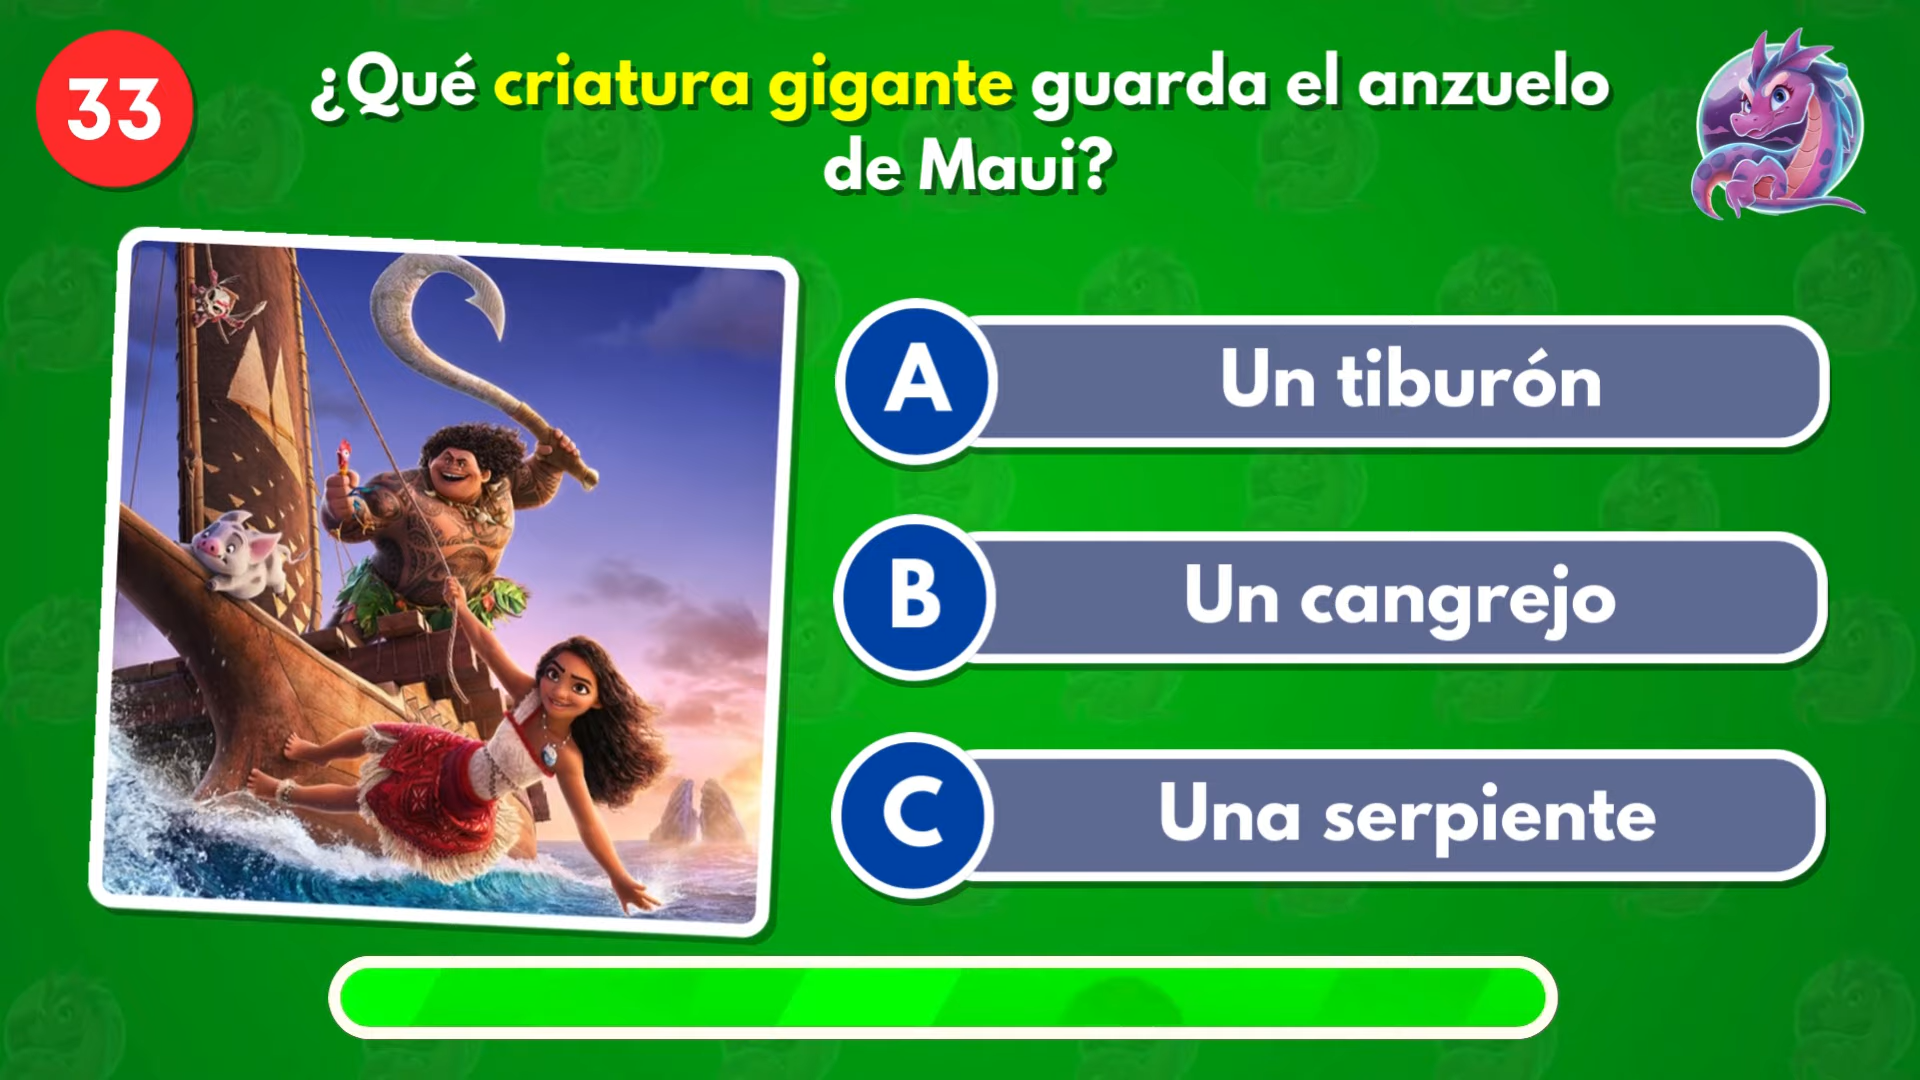 33
¿Qué criatura gigante guarda el anzuelo
de Maui?
A
Un tiburón
B
Un cangrejo
C
Una serpiente